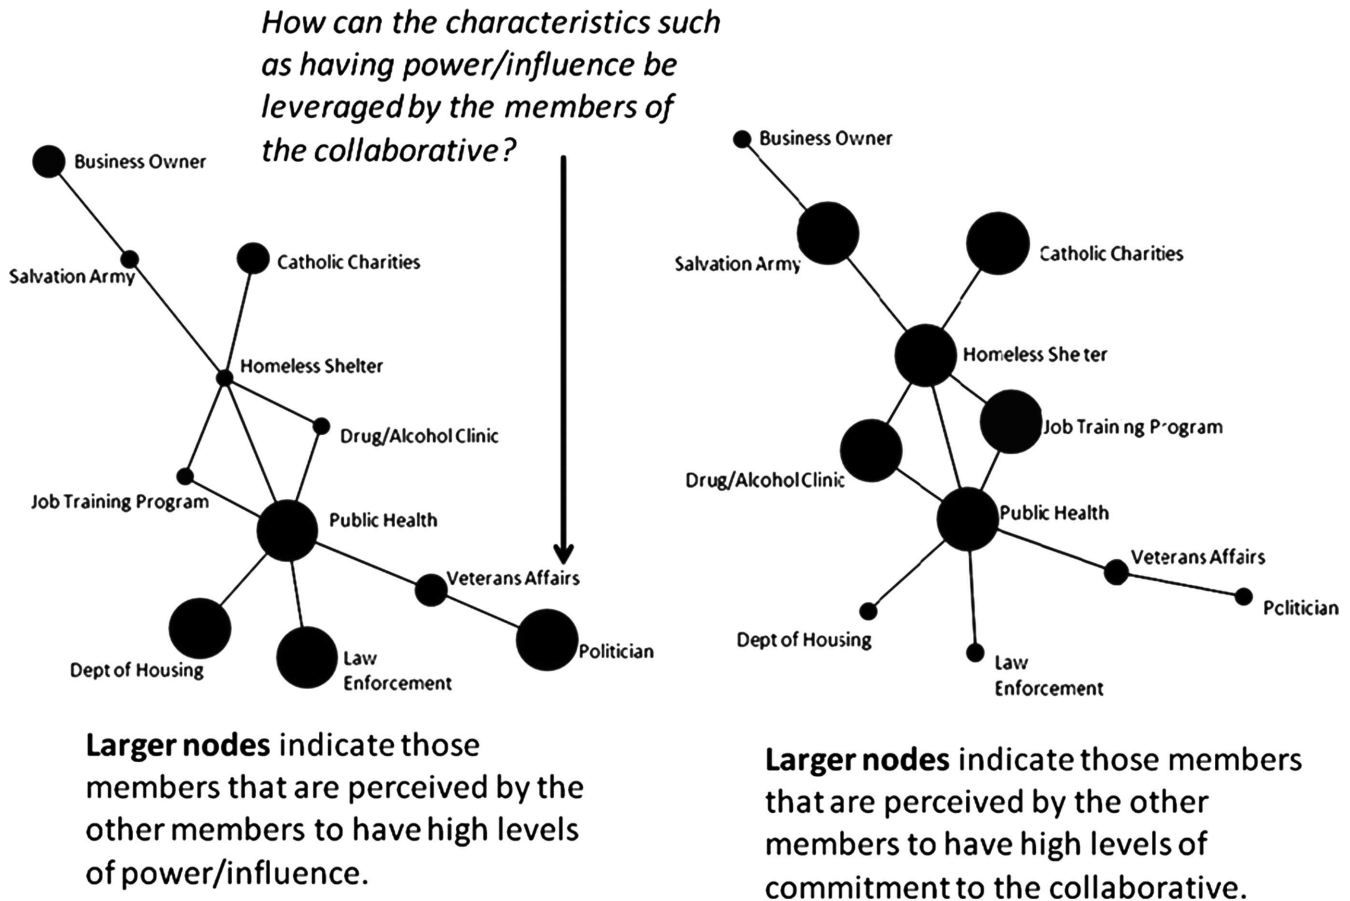 How can the characteristics such
as having power/influence be
leveraged by the members of
the collaborative?
Business Owner
Salvation Army
Catholic Charities
Homeless Shelter
Drug/Alcohol Clinic
Job Training Program
Public Health
Veterans Affairs
Dept of Housing
Law
Enforcement
Politician
Larger nodes indicate those
members that are perceived by the
other members to have high levels
of power/influence.
Business Owner
Salvation Army
Catholic Charities
Homeless She ter
Job Train ng Program
Drug/Alcohol Clinic
Public Health
Veterans Affairs
Politician
Dept of Housing
Law
Enforcement
Larger nodes indicate those members
that are perceived by the other
members to have high levels of
commitment to the collaborative.